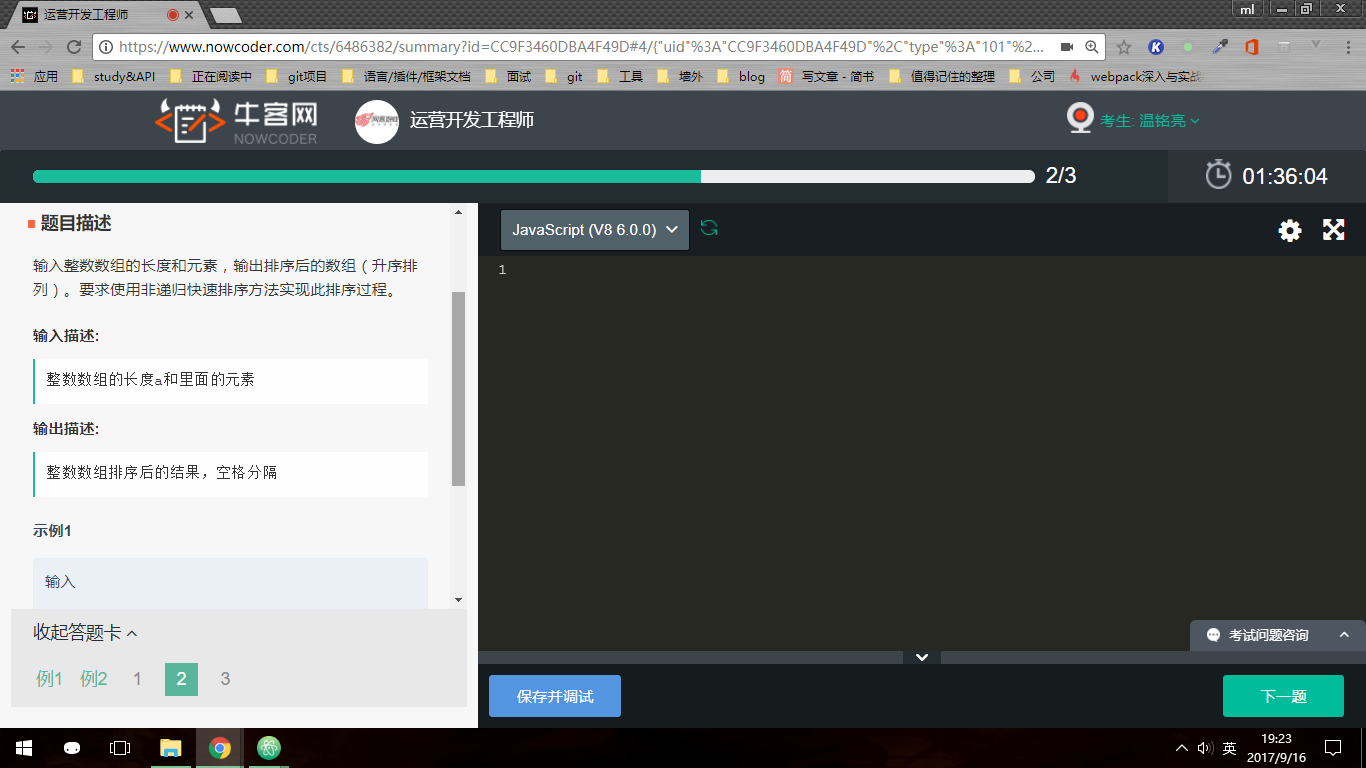 运营开发工程师
ml
https://www.nowcoder.com/cts/6486382/summary?id=CC9F3460DBA4F49D#4/{"uid"%3A"CC9F3460DBA4F49D"%2C"type"%3A"101"%2...
应用 study&API 正在阅读中 git项目 语言/插件/框架文档 面试 git 工具 墙外 blog 简 写文章 - 简书 值得记住的整理 公司 webpack深入与实战
牛客网
NOWCODER
运营开发工程师
考生: 温铭亮
2/3
01:36:04
题目描述
输入整数数组的长度和元素，输出排序后的数组（升序排
列）。要求使用非递归快速排序方法实现此排序过程。
输入描述:
整数数组的长度a和里面的元素
输出描述:
整数数组排序后的结果，空格分隔
示例1
输入
收起答题卡
例1 例2 1 2 3
JavaScript (V8 6.0.0)
1
考试问题咨询
保存并调试
下一题
英
19:23
2017/9/16